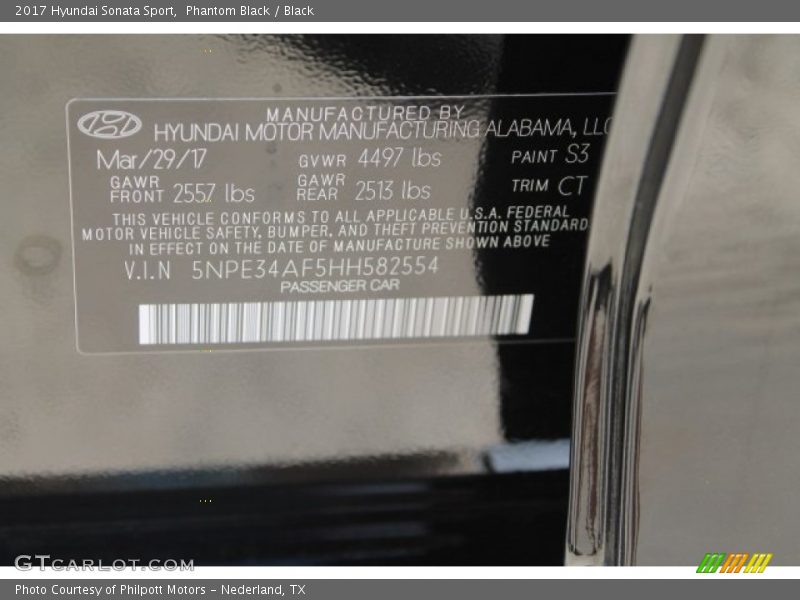 2017 Hyundai Sonata Sport,  Phantom Black / Black
MANUFACTURED BY
HYUNDAI MOTOR MANUFACTURING ALABAMA, LLC
Mar/29/17 GVWR 4497 lbs PAINT S3
GAWR FRONT 2557 lbs GAWR REAR 2513 lbs TRIM CT
THIS VEHICLE CONFORMS TO ALL APPLICABLE U.S.A. FEDERAL
MOTOR VEHICLE SAFETY, BUMPER, AND THEFT PREVENTION STANDARD
IN EFFECT ON THE DATE OF MANUFACTURE SHOWN ABOVE
V.I.N 5NPE34AF5HH582554
PASSENGER CAR
GTCARLOT.COM
Photo Courtesy of Philpott Motors – Nederland, TX